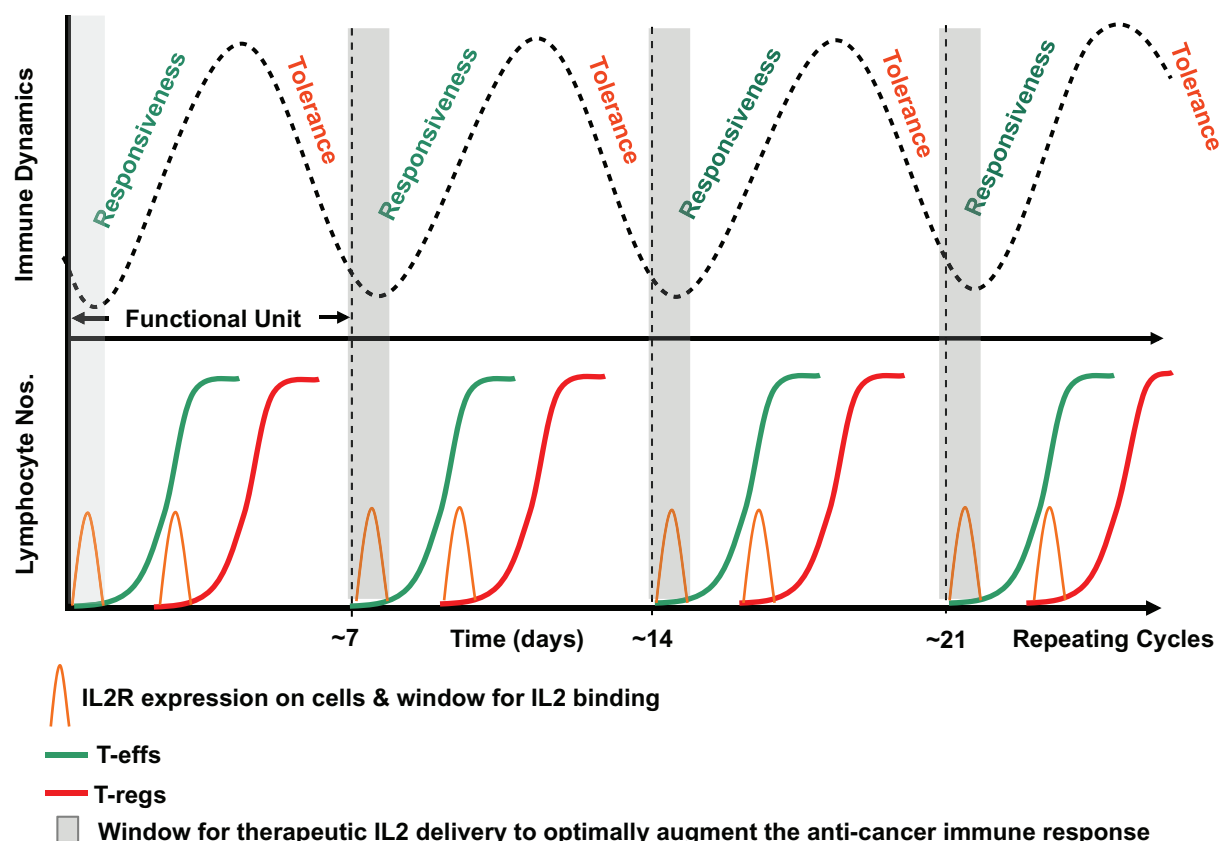 Immune Dynamics
Responsiveness
Tolerance
Responsiveness
Tolerance
Responsiveness
Tolerance
Responsiveness
Tolerance
Functional Unit
Lymphocyte Nos.
~7
Time (days)
~14
~21
Repeating Cycles
IL2R expression on cells & window for IL2 binding
T-effs
T-regs
Window for therapeutic IL2 delivery to optimally augment the anti-cancer immune response